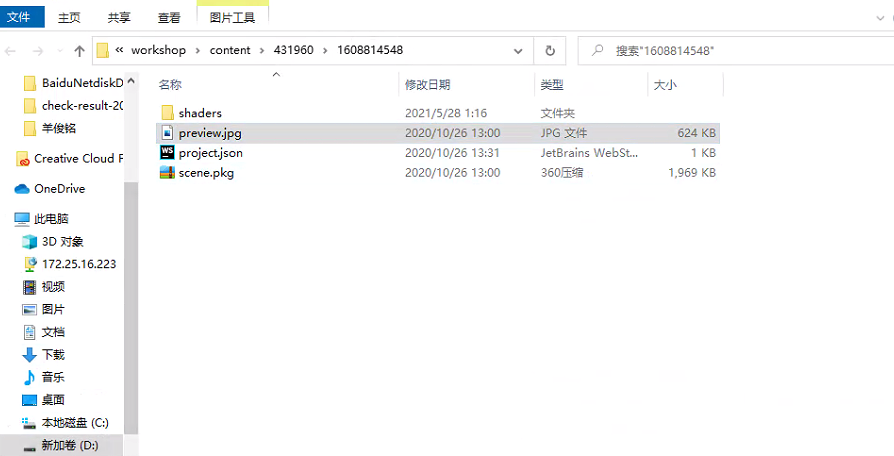 文件 主页 共享 查看 图片工具
« workshop › content › 431960 › 1608814548 搜索"1608814548"
名称 修改日期 类型 大小
shaders 2021/5/28 1:16 文件夹
preview.jpg 2020/10/26 13:00 JPG 文件 624 KB
project.json 2020/10/26 13:31 JetBrains WebSt... 1 KB
scene.pkg 2020/10/26 13:00 360压缩 1,969 KB
BaiduNetdiskD
check-result-20
羊俊铭
Creative Cloud F
OneDrive
此电脑
3D 对象
172.25.16.223
视频
图片
文档
下载
音乐
桌面
本地磁盘 (C:)
新加卷 (D:)